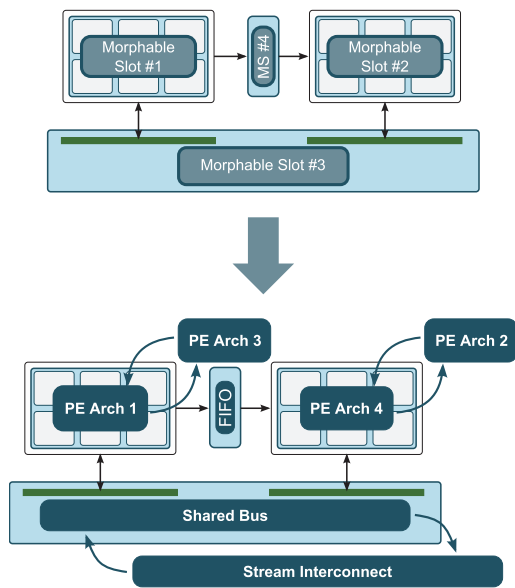 Morphable
Slot #1
MS #4
Morphable
Slot #2
Morphable Slot #3
PE Arch 3
PE Arch 2
PE Arch 1
FIFO
PE Arch 4
Shared Bus
Stream Interconnect